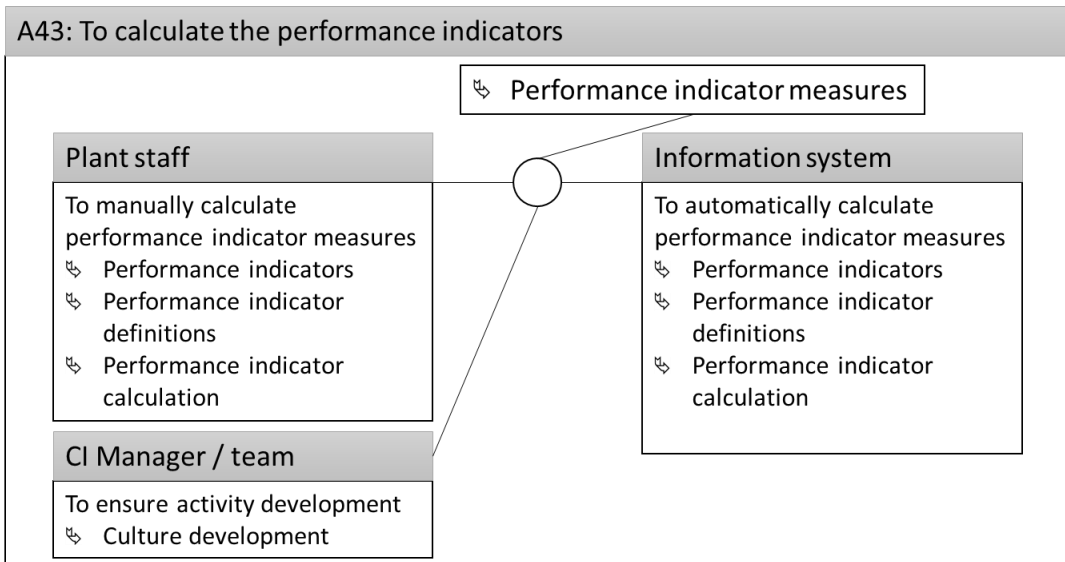 A43: To calculate the performance indicators
Performance indicator measures
Plant staff
To manually calculate
performance indicator measures
Performance indicators
Performance indicator
definitions
Performance indicator
calculation
Information system
To automatically calculate
performance indicator measures
Performance indicators
Performance indicator
definitions
Performance indicator
calculation
CI Manager / team
To ensure activity development
Culture development